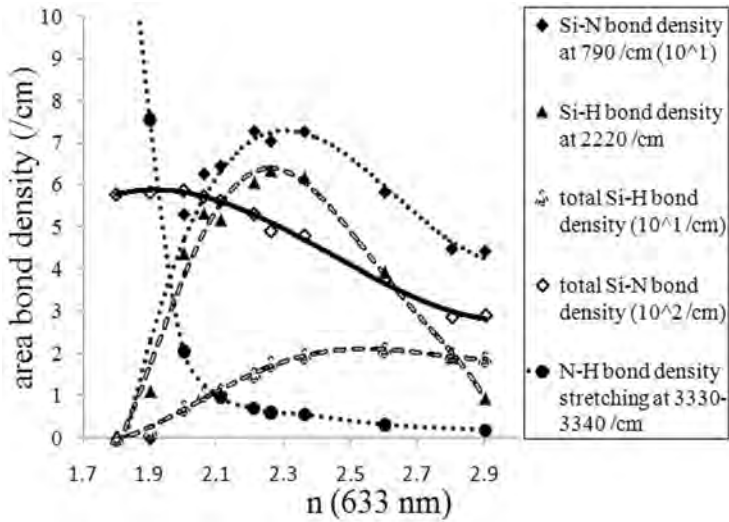 area bond density (/cm)
10
9
8
7
6
5
4
3
2
1
0
1.7 1.9 2.1 2.3 2.5 2.7 2.9
n (633 nm)
Si-N bond density
at 790 /cm (10^1)
Si-H bond density
at 2220 /cm
total Si-H bond
density (10^1/cm)
total Si-N bond
density (10^2/cm)
N-H bond density
stretching at 3330-
3340 /cm